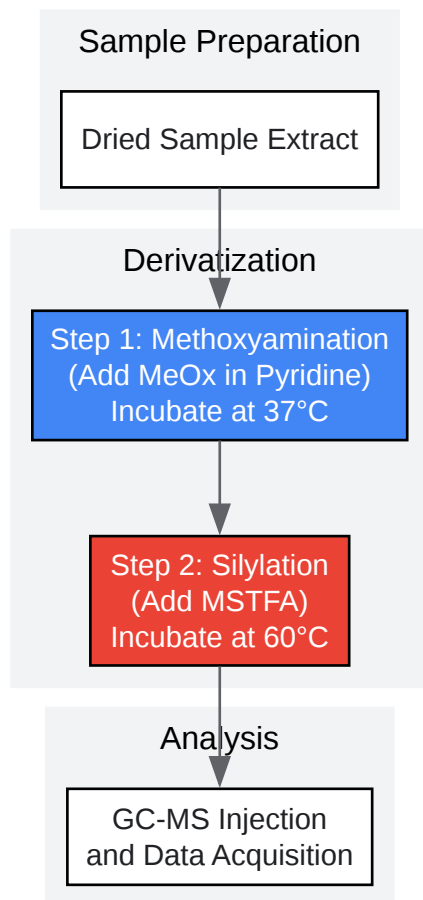 Sample Preparation
Dried Sample Extract
Derivatization
Step 1: Methoxyamination
(Add MeOx in Pyridine)
Incubate at 37°C
Step 2: Silylation
(Add MSTFA)
Incubate at 60°C
Analysis
GC-MS Injection
and Data Acquisition